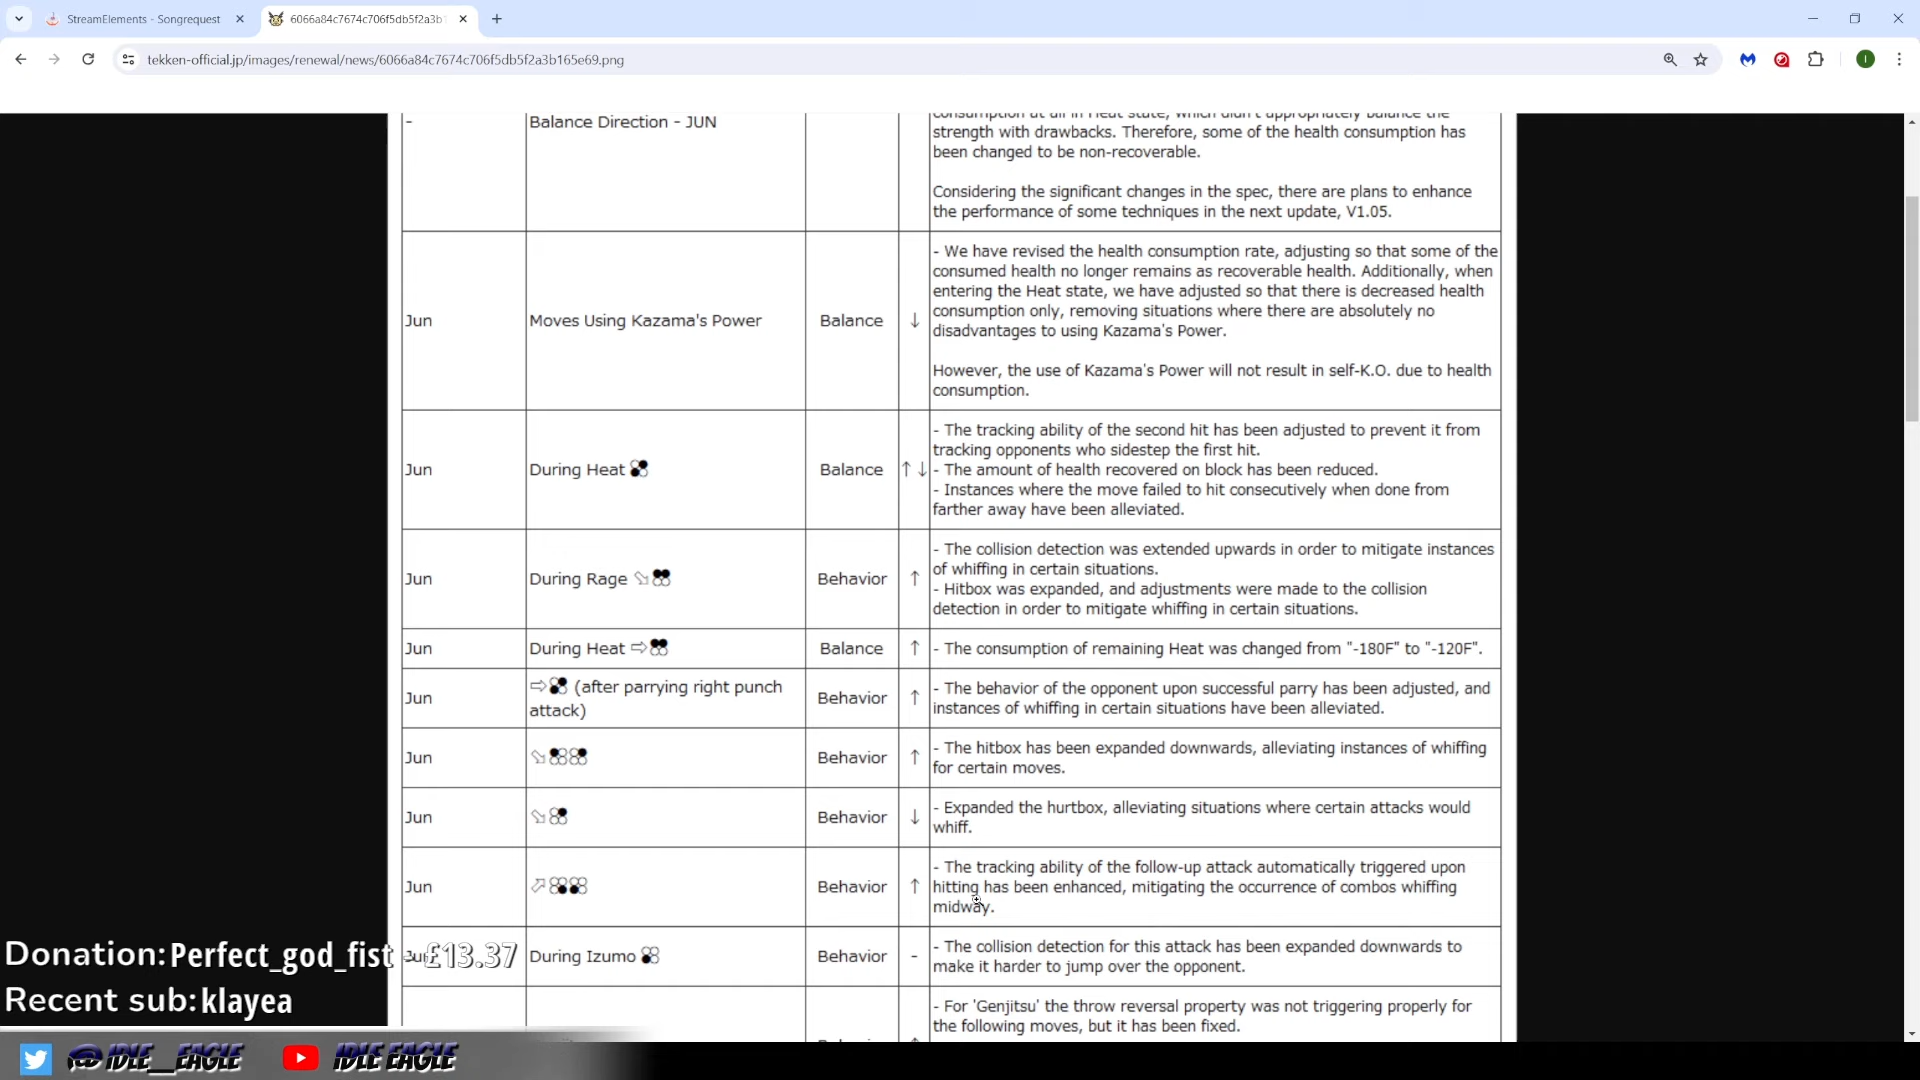 StreamElements - Songrequest
6066a84c7674c706f5db5f2a3b
tekken-official.jp/images/renewal/news/6066a84c7674c706f5db5f2a3b165e69.png
-
Balance Direction - JUN
consumption at all in Heat state, which didn't appropriately balance the
strength with drawbacks. Therefore, some of the health consumption has
been changed to be non-recoverable.
Considering the significant changes in the spec, there are plans to enhance
the performance of some techniques in the next update, V1.05.
Jun
Moves Using Kazama's Power
Balance
↓
- We have revised the health consumption rate, adjusting so that some of the
consumed health no longer remains as recoverable health. Additionally, when
entering the Heat state, we have adjusted so that there is decreased health
consumption only, removing situations where there are absolutely no
disadvantages to using Kazama's Power.
However, the use of Kazama's Power will not result in self-K.O. due to health
consumption.
Jun
During Heat
Balance
↑↓
- The tracking ability of the second hit has been adjusted to prevent it from
tracking opponents who sidestep the first hit.
- The amount of health recovered on block has been reduced.
- Instances where the move failed to hit consecutively when done from
farther away have been alleviated.
Jun
During Rage
Behavior
↑
- The collision detection was extended upwards in order to mitigate instances
of whiffing in certain situations.
- Hitbox was expanded, and adjustments were made to the collision
detection in order to mitigate whiffing in certain situations.
Jun
During Heat
Balance
↑
- The consumption of remaining Heat was changed from "-180F" to "-120F".
Jun
(after parrying right punch
attack)
Behavior
↑
- The behavior of the opponent upon successful parry has been adjusted, and
instances of whiffing in certain situations have been alleviated.
Jun
Behavior
↑
- The hitbox has been expanded downwards, alleviating instances of whiffing
for certain moves.
Jun
Behavior
↓
- Expanded the hurtbox, alleviating situations where certain attacks would
whiff.
Jun
Behavior
↑
- The tracking ability of the follow-up attack automatically triggered upon
hitting has been enhanced, mitigating the occurrence of combos whiffing
midway.
During Izumo
Behavior
-
- The collision detection for this attack has been expanded downwards to
make it harder to jump over the opponent.
- For 'Genjitsu' the throw reversal property was not triggering properly for
the following moves, but it has been fixed.
Donation: Perfect_god_fist - £13.37
Recent sub: klayea
IDLE__EAGLE
IDLE EAGLE